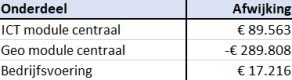 Onderdeel Afwijking
ICT module centraal € 89.563
Geo module centraal -€ 289.808
Bedrijfsvoering € 17.216